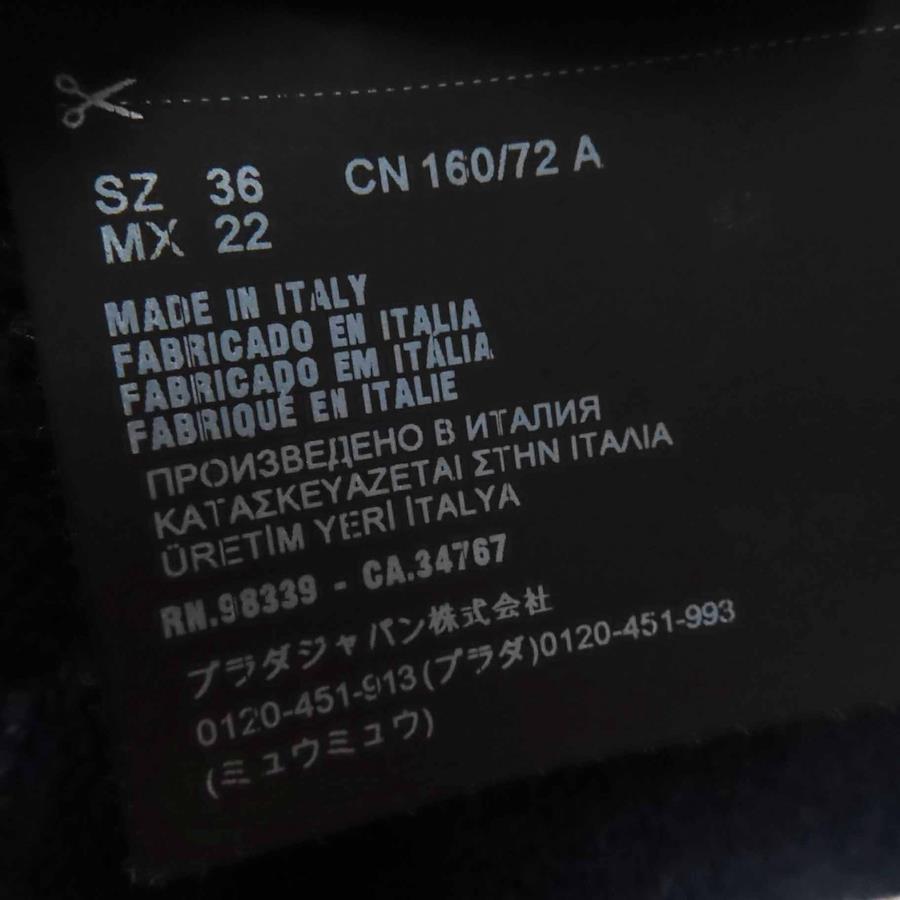 SZ 36 CN 160/72 A
MX 22
MADE IN ITALY
FABRICADO EN ITALIA
FABRICADO EM ITÁLIA
FABRIQUÉ EN ITALIE
ПРОИЗВЕДЕНО В ИТАЛИЯ
ΚΑΤΑΣΚΕΥΑΖΕΤΑΙ ΣΤΗΝ ΙΤΑΛΙΑ
ÜRETİM YERİ İTALYA
RN.98339 - CA.34767
プラダジャパン株式会社
0120-451-913(プラダ)0120-451-993
(ミュウミュウ)